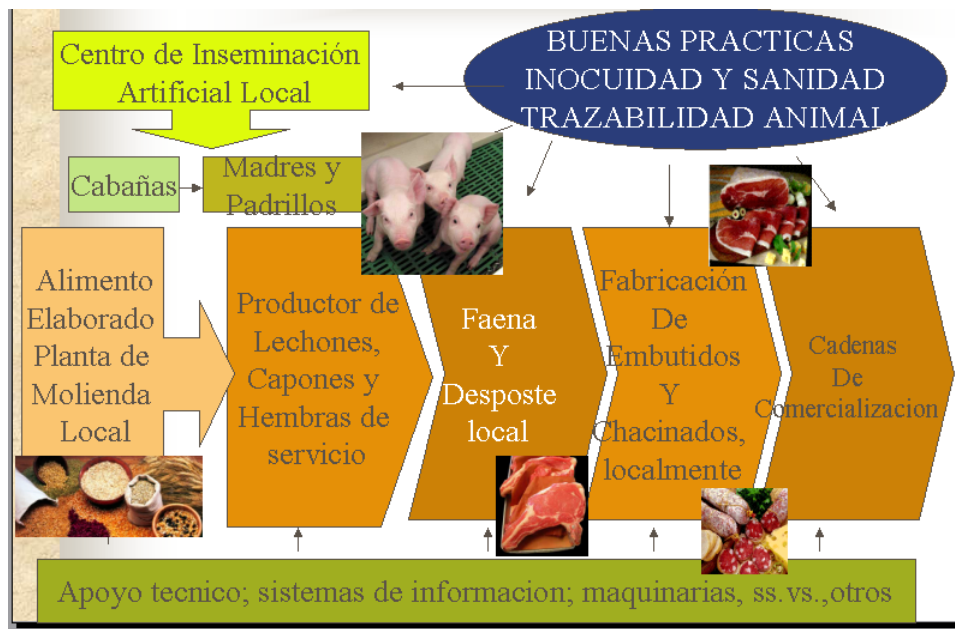 Centro de Inseminación
Artificial Local
BUENAS PRACTICAS
INOCUIDAD Y SANIDAD
TRAZABILIDAD ANIMAL
Cabañas
Madres y
Padrillos
Alimento
Elaborado
Planta de
Molienda
Local
Productor de
Lechones,
Capones y
Hembras de
servicio
Faena
Y
Desposte
local
Fabricación
De
Embutidos
Y
Chacinados,
localmente
Cadenas
De
Comercializacion
Apoyo tecnico; sistemas de informacion; maquinarias, ss.vs.,otros